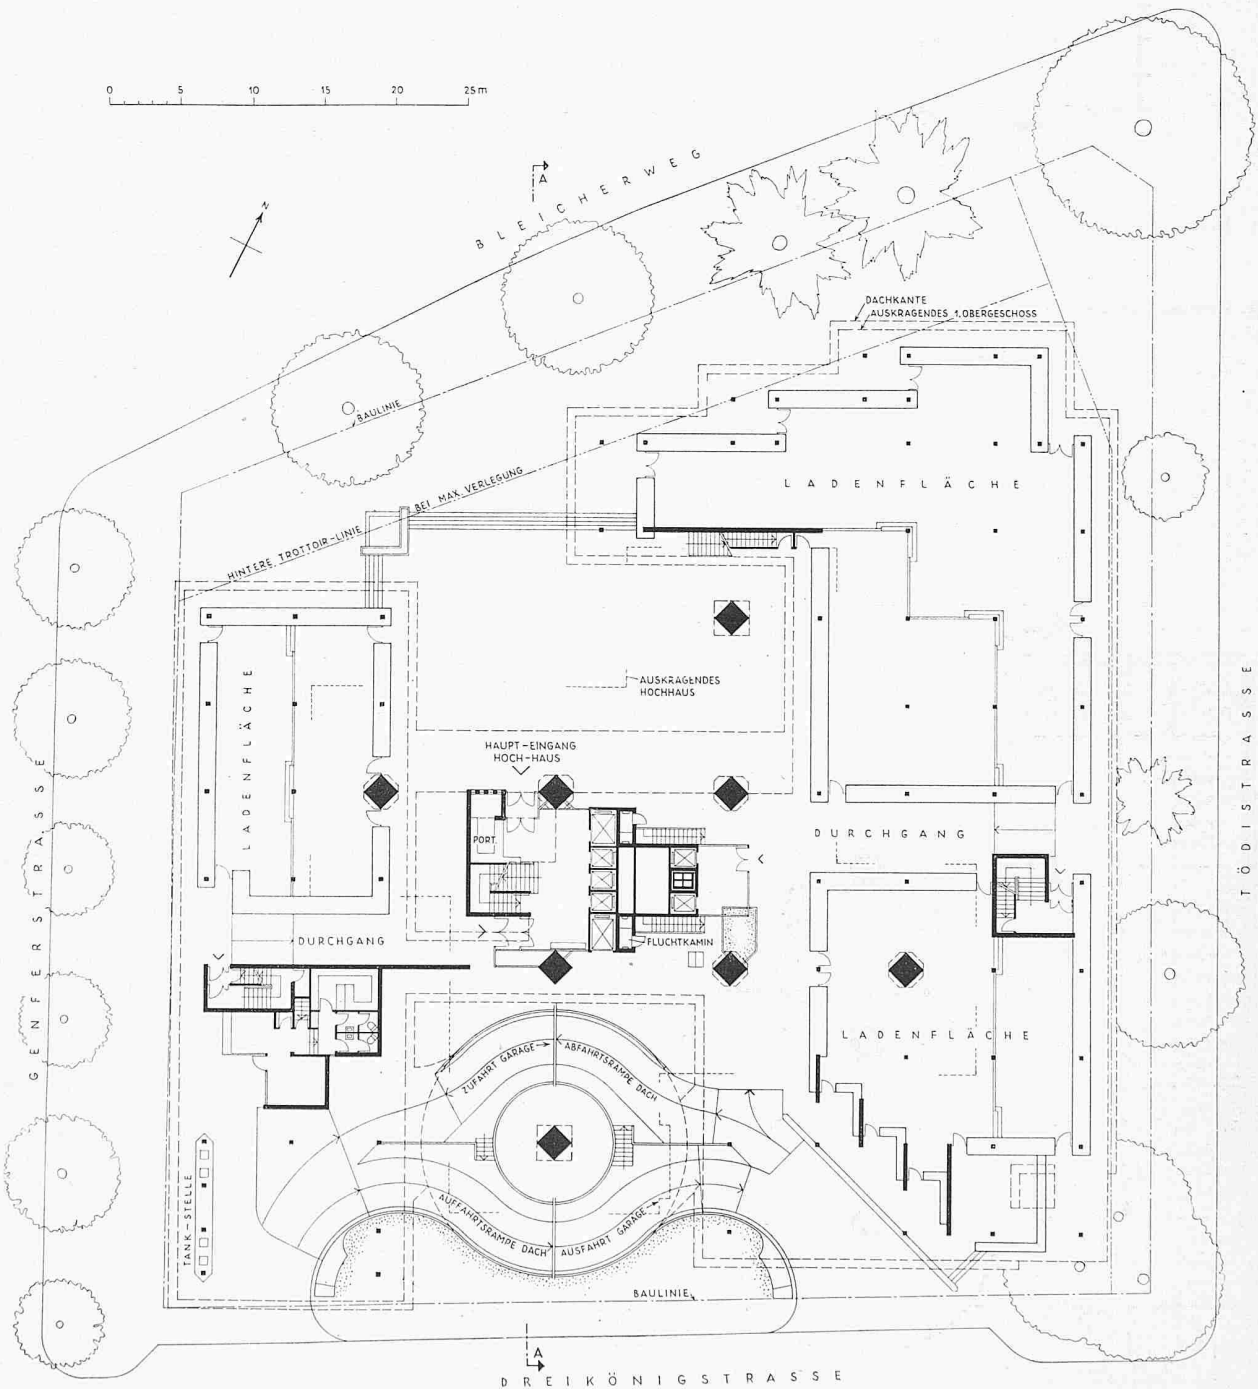 0 5 10 15 20 25 m
A
BLEICHERWEG
N
DACHKANTE
AUSKRAGENDES 1. OBERGESCHOSS
BAULINIE
HINTERE TROTTOIR-LINIE BEI MAX. VERLEGUNG
LADENFLÄCHE
AUSKRAGENDES
HOCHHAUS
LADENFLÄCHE
HAUPT-EINGANG
HOCH-HAUS
PORT.
DURCHGANG
FLUCHTKAMIN
DURCHGANG
GENFERSTRASSE
TÖDISTRASSE
LADENFLÄCHE
ZUFAHRT GARAGE
ABFAHRTSRAMPE DACH
TANK-STELLE
AUFFAHRTSRAMPE DACH
AUSFAHRT GARAGE
BAULINIE
A
DREIKÖNIGSTRASSE